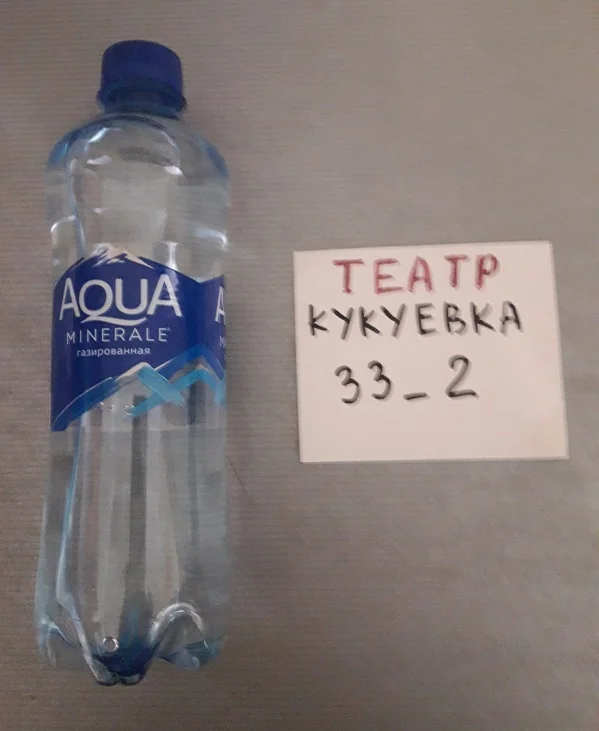 AQUA
MINERALE®
газированная
ТЕАТР
КУКУЕВКА
33_2